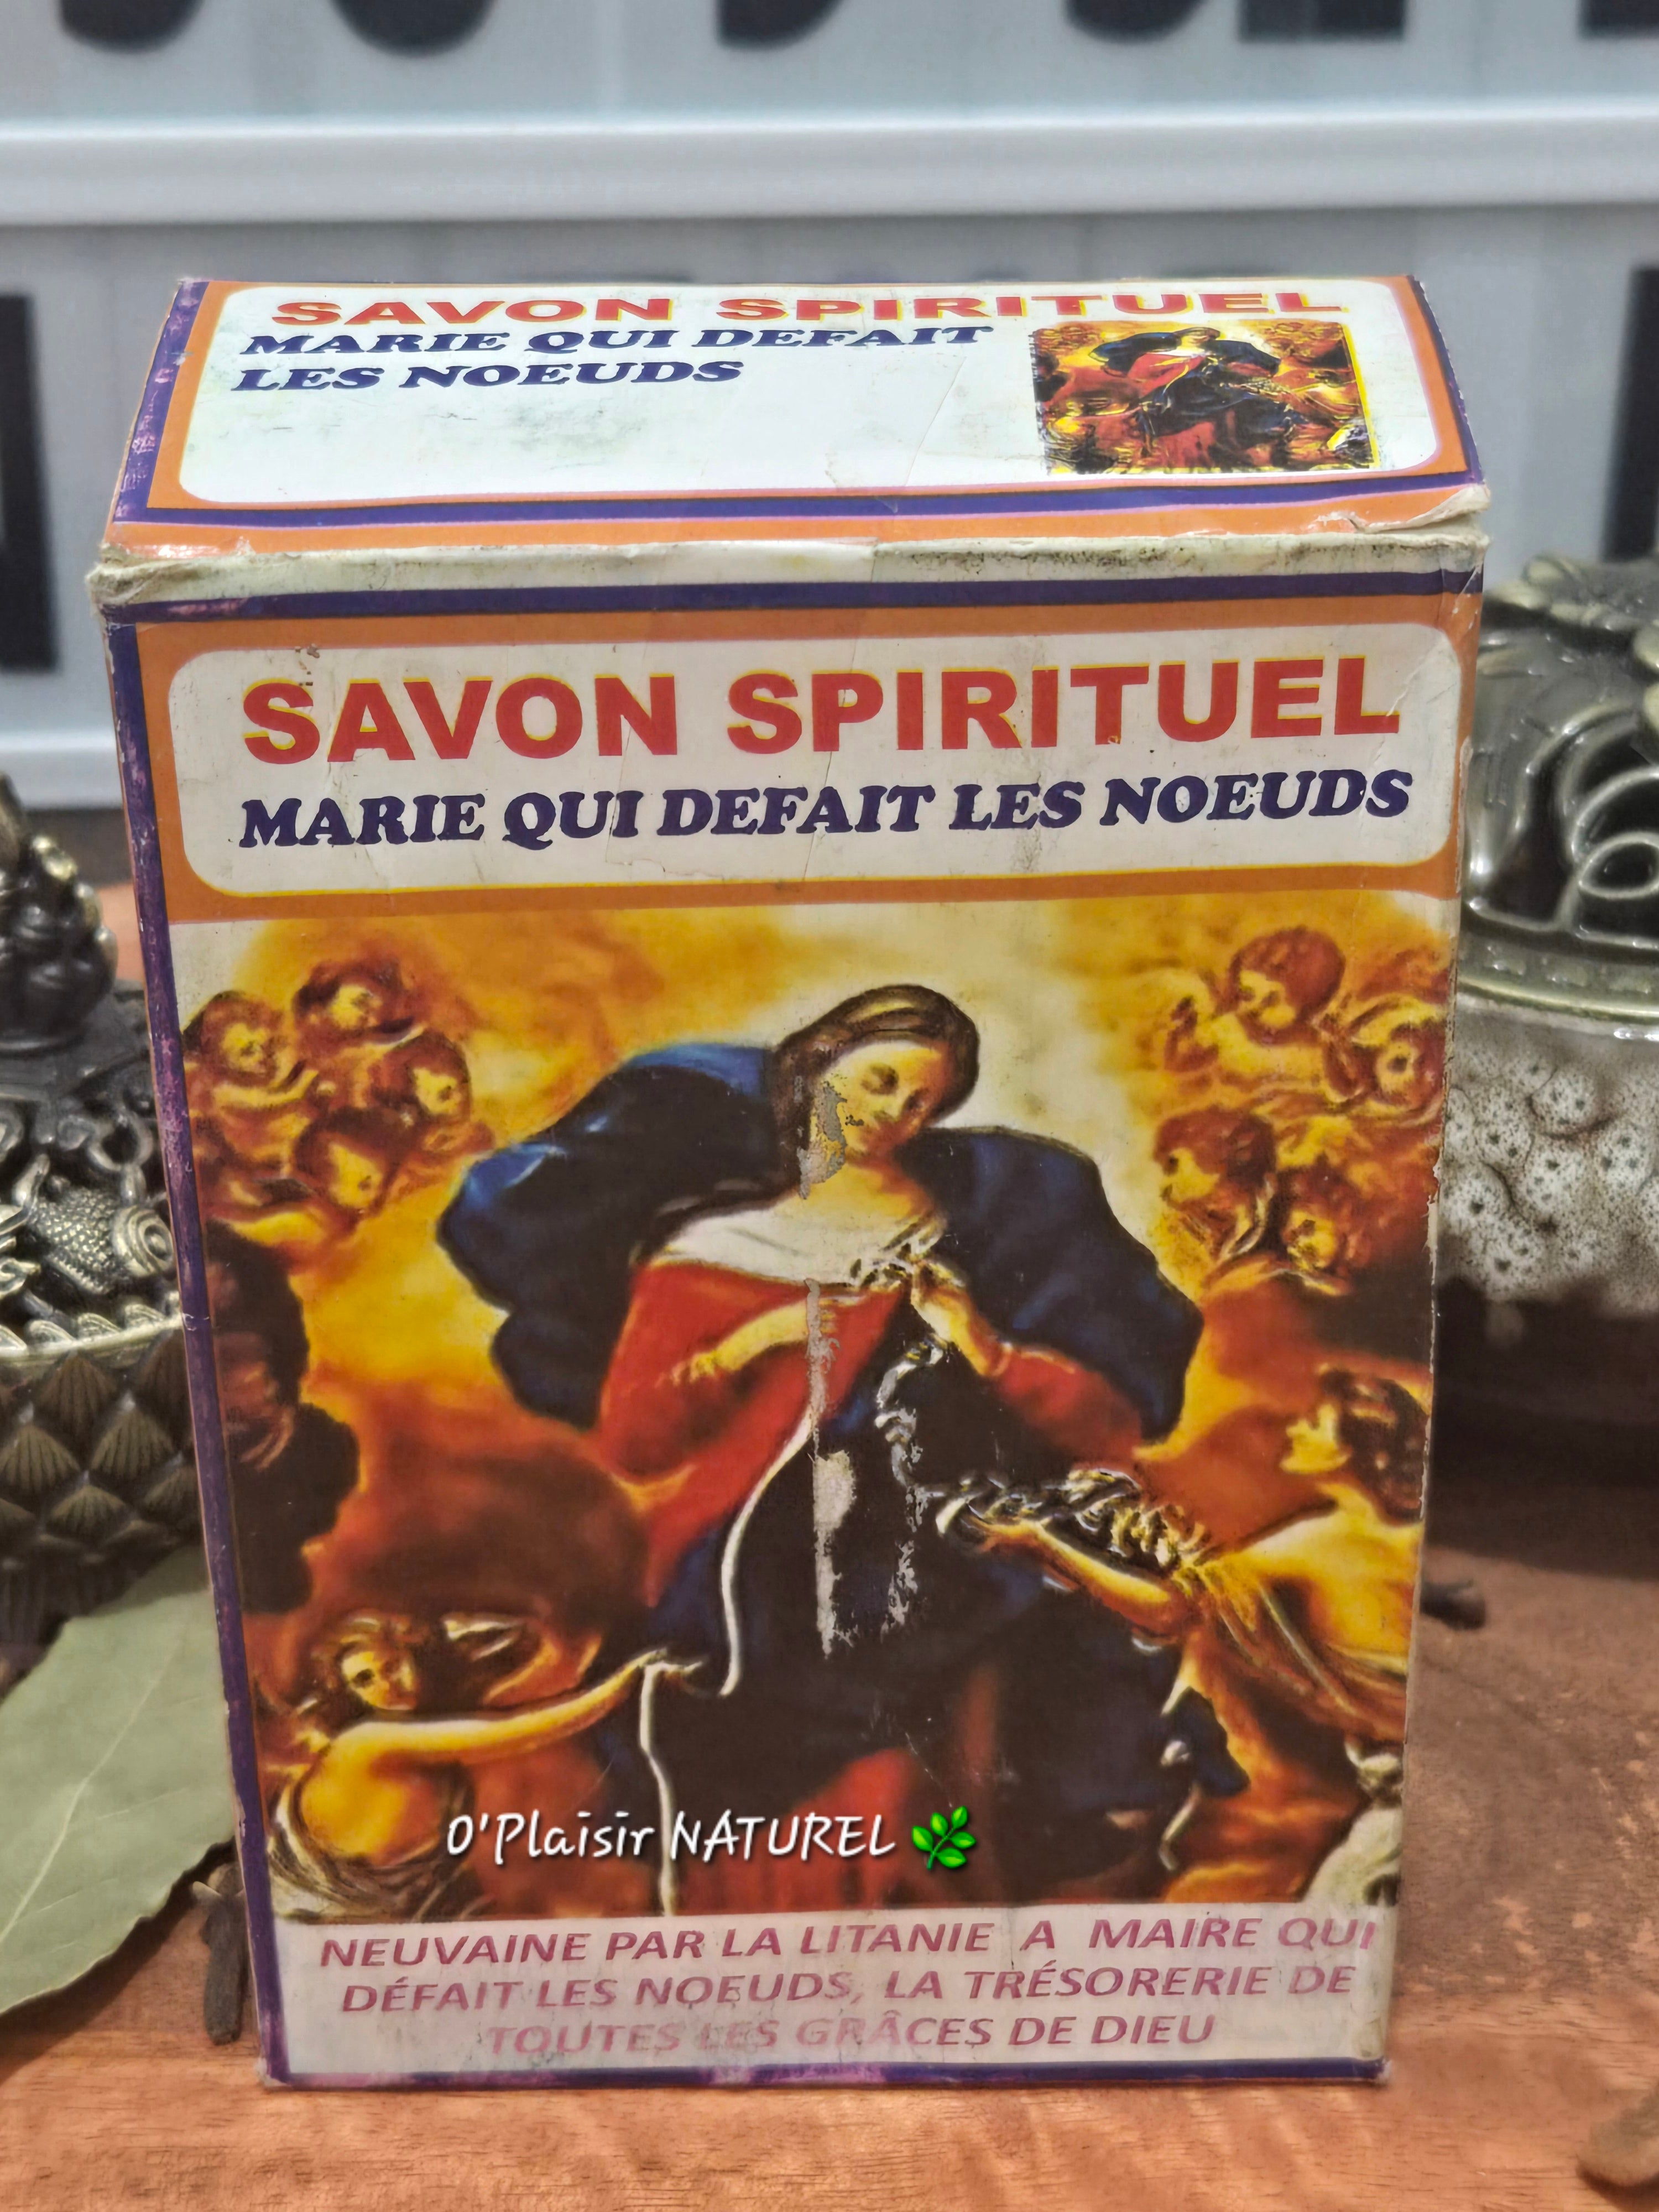 SAVON SPIRITUEL
MARIE QUI DEFAIT
LES NOEUDS
SAVON SPIRITUEL
MARIE QUI DEFAIT LES NOEUDS
O'Plaisir NATUREL
NEUVAINE PAR LA LITANIE A MAIRE QUI
DÉFAIT LES NOEUDS, LA TRÉSORERIE DE
TOUTES LES GRÂCES DE DIEU